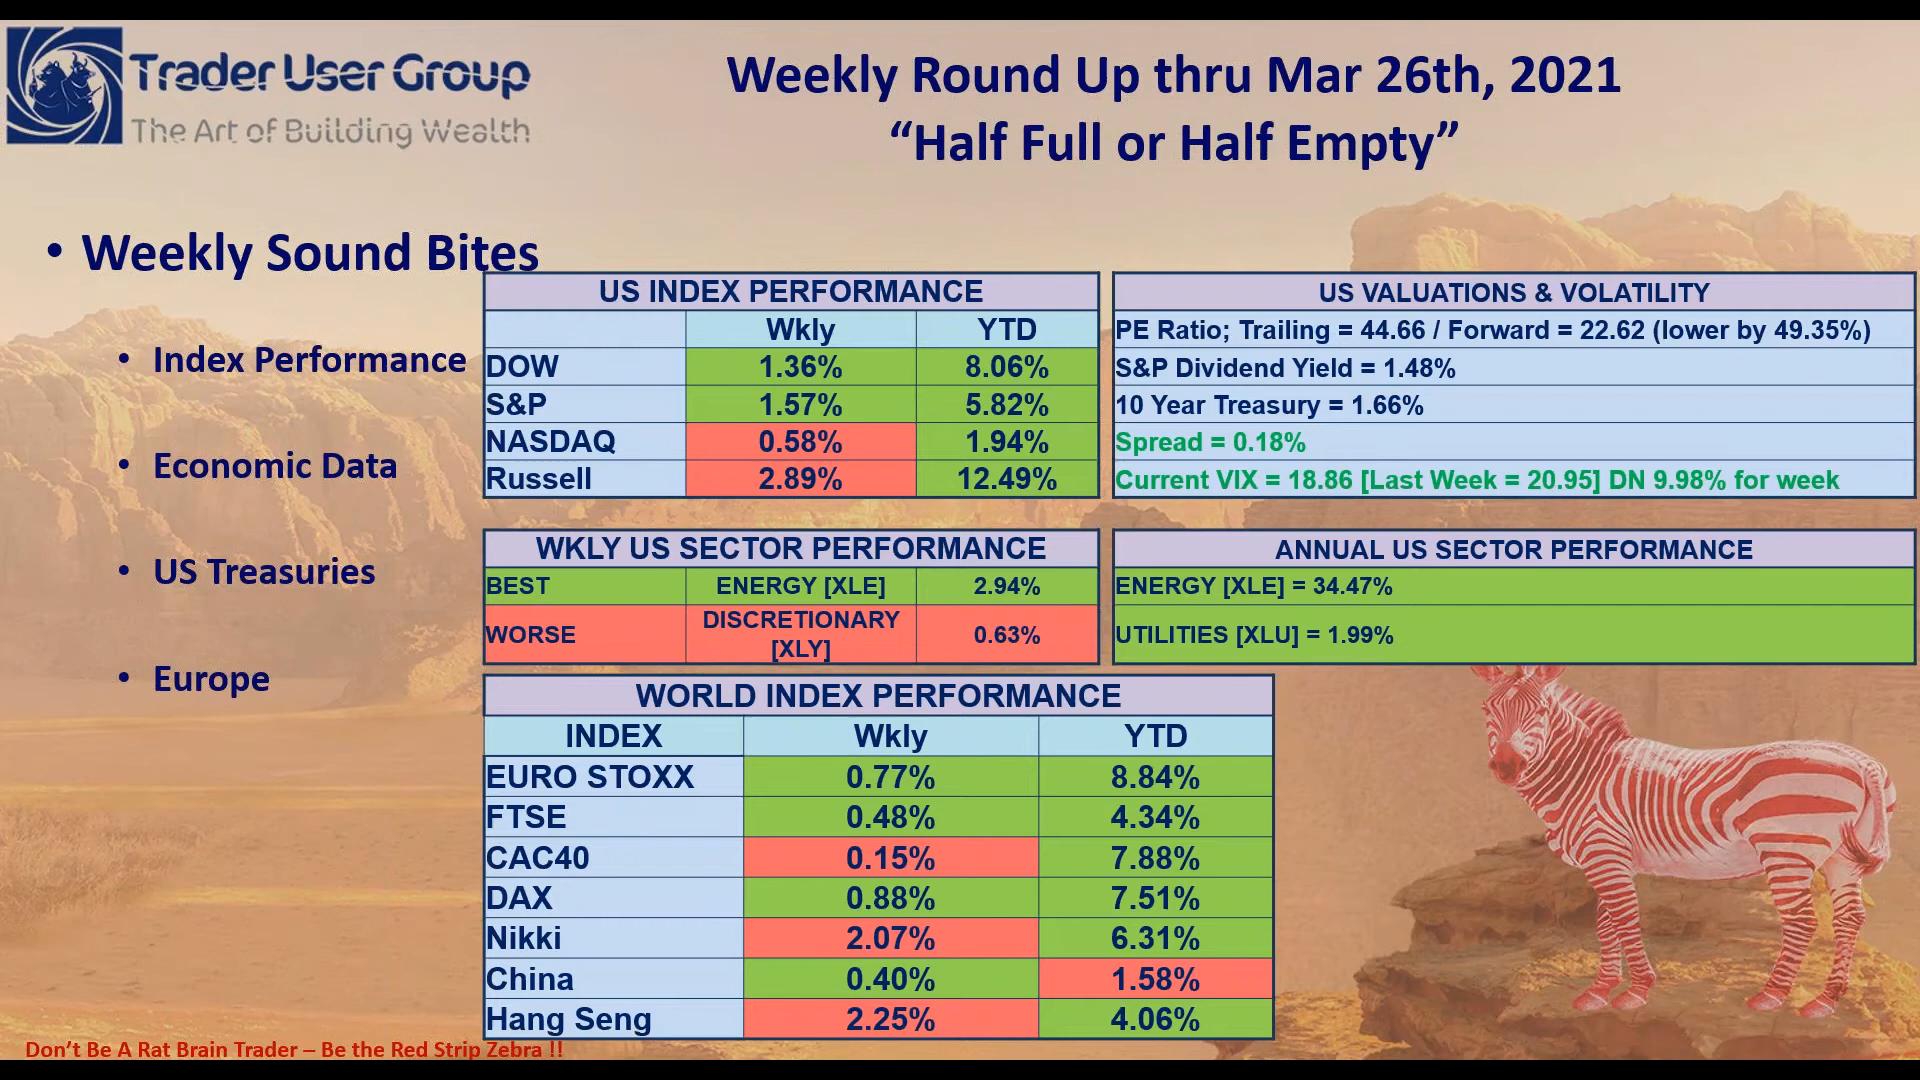 Trader User Group
The Art of Building Wealth
Weekly Round Up thru Mar 26th, 2021
“Half Full or Half Empty”
• Weekly Sound Bites
• Index Performance
• Economic Data
• US Treasuries
• Europe
US INDEX PERFORMANCE
Wkly YTD
DOW 1.36% 8.06%
S&P 1.57% 5.82%
NASDAQ 0.58% 1.94%
Russell 2.89% 12.49%
US VALUATIONS & VOLATILITY
PE Ratio; Trailing = 44.66 / Forward = 22.62 (lower by 49.35%)
S&P Dividend Yield = 1.48%
10 Year Treasury = 1.66%
Spread = 0.18%
Current VIX = 18.86 [Last Week = 20.95] DN 9.98% for week
WKLY US SECTOR PERFORMANCE
BEST ENERGY [XLE] 2.94%
WORSE DISCRETIONARY [XLY] 0.63%
ANNUAL US SECTOR PERFORMANCE
ENERGY [XLE] = 34.47%
UTILITIES [XLU] = 1.99%
WORLD INDEX PERFORMANCE
INDEX Wkly YTD
EURO STOXX 0.77% 8.84%
FTSE 0.48% 4.34%
CAC40 0.15% 7.88%
DAX 0.88% 7.51%
Nikki 2.07% 6.31%
China 0.40% 1.58%
Hang Seng 2.25% 4.06%
Don’t Be A Rat Brain Trader – Be the Red Strip Zebra !!